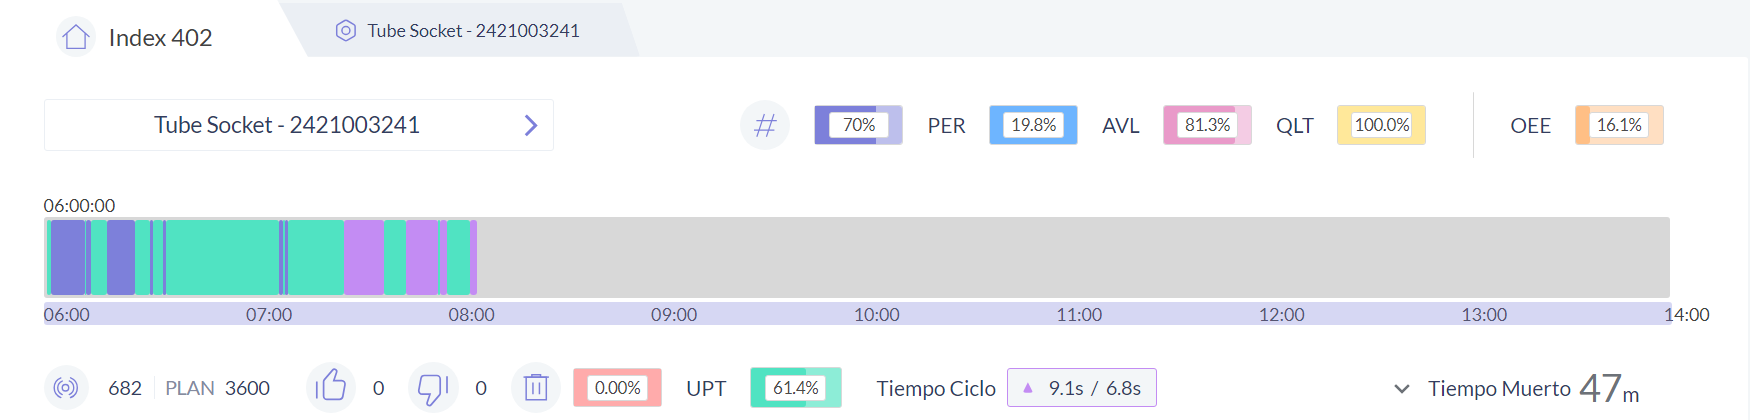 Index 402
Tube Socket - 2421003241
Tube Socket - 2421003241
# 70% PER 19.8% AVL 81.3% QLT 100.0% OEE 16.1%
06:00:00
06:00 07:00 08:00 09:00 10:00 11:00 12:00 13:00 14:00
682 PLAN 3600 0 0 0.00% UPT 61.4% Tiempo Ciclo 9.1s / 6.8s Tiempo Muerto 47m